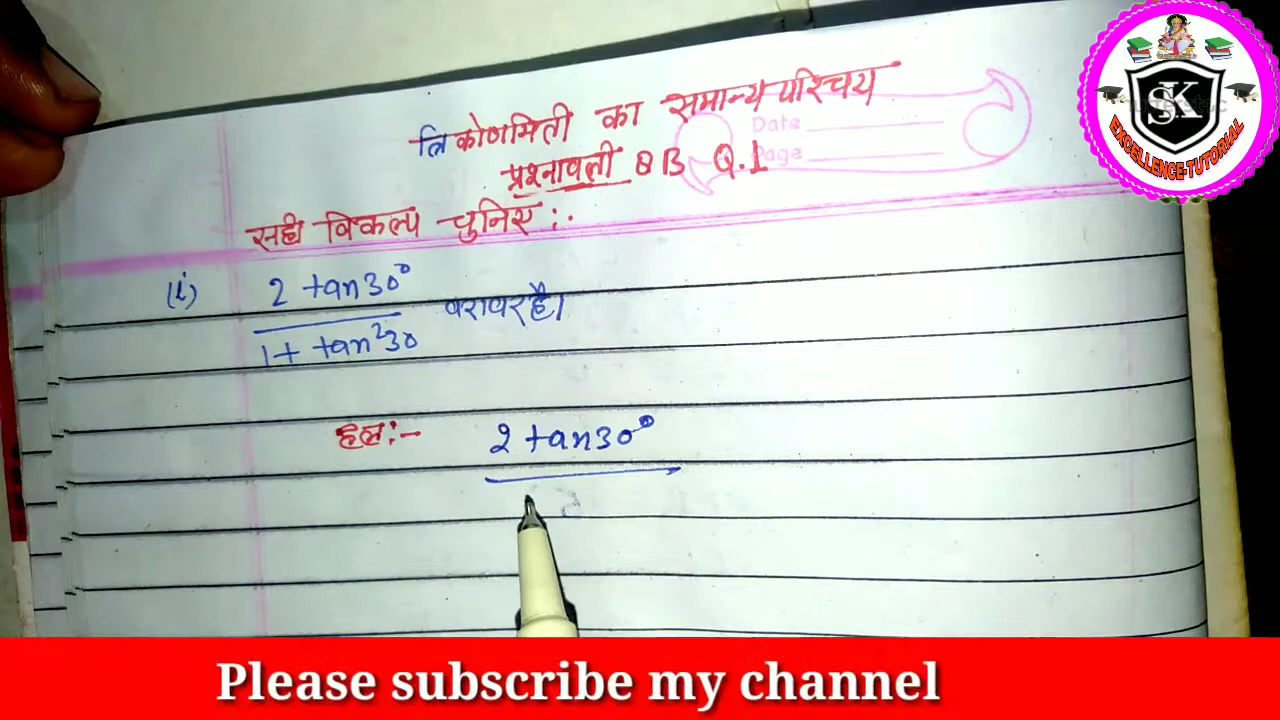 त्रिकोणमिती का समान्य परिचय
Date
प्रश्नावली 8B Q.1
Page
सही विकल्प चुनिए :-
(i) 2 tan30°
1 + tan²30 बराबर है।
हल:- 2 tan30°
SK
EXCELLENCE-TUTORIAL
Please subscribe my channel